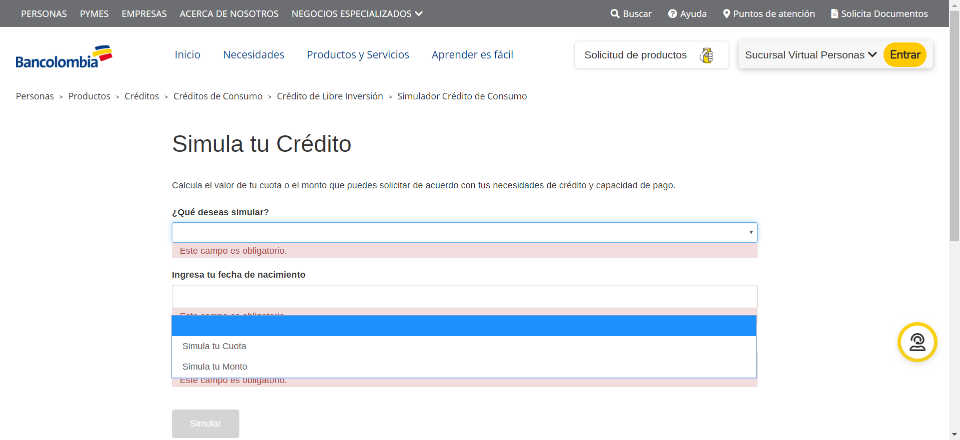 PERSONAS PYMES EMPRESAS ACERCA DE NOSOTROS NEGOCIOS ESPECIALIZADOS Buscar Ayuda Puntos de atención Solicita Documentos
Bancolombia Inicio Necesidades Productos y Servicios Aprender es fácil Solicitud de productos Sucursal Virtual Personas Entrar
Personas > Productos > Créditos > Créditos de Consumo > Crédito de Libre Inversión > Simulador Crédito de Consumo
Simula tu Crédito
Calcula el valor de tu cuota o el monto que puedes solicitar de acuerdo con tus necesidades de crédito y capacidad de pago.
¿Qué deseas simular?
Este campo es obligatorio.
Ingresa tu fecha de nacimiento
Este campo es obligatorio.
Simula tu Cuota
Simula tu Monto
Este campo es obligatorio.
Simular